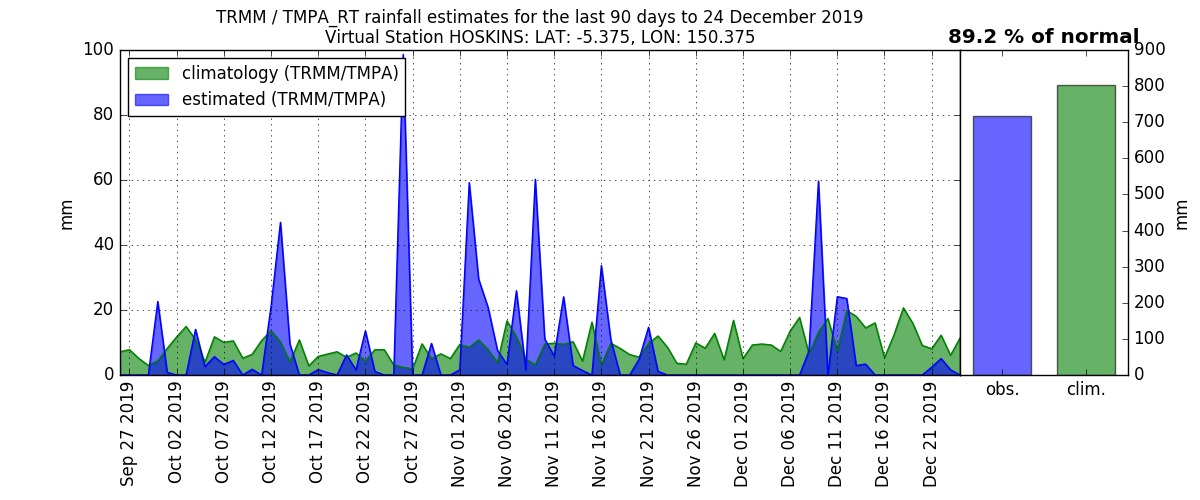 TRMM / TMPA_RT rainfall estimates for the last 90 days to 24 December 2019
Virtual Station HOSKINS: LAT: -5.375, LON: 150.375
89.2 % of normal
climatology (TRMM/TMPA)
estimated (TRMM/TMPA)
100
80
60
40
20
0
mm
Sep 27 2019
Oct 02 2019
Oct 07 2019
Oct 12 2019
Oct 17 2019
Oct 22 2019
Oct 27 2019
Nov 01 2019
Nov 06 2019
Nov 11 2019
Nov 16 2019
Nov 21 2019
Nov 26 2019
Dec 01 2019
Dec 06 2019
Dec 11 2019
Dec 16 2019
Dec 21 2019
obs.
clim.
900
800
700
600
500
400
300
200
100
0
mm